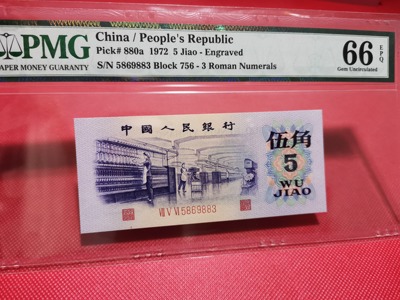 PMG
PAPER MONEY GUARANTY
China / People's Republic
Pick# 880a 1972 5 Jiao - Engraved
S/N 5869883 Block 756 - 3 Roman Numerals
66 EPQ
Gem Uncirculated
中國人民銀行
伍角
5
WU
JIAO
VII V VI 5869883